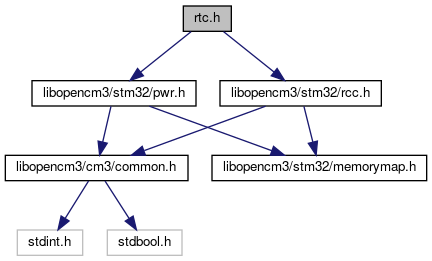 rtc.h
libopencm3/stm32/pwr.h
libopencm3/stm32/rcc.h
libopencm3/cm3/common.h
libopencm3/stm32/memorymap.h
stdint.h
stdbool.h